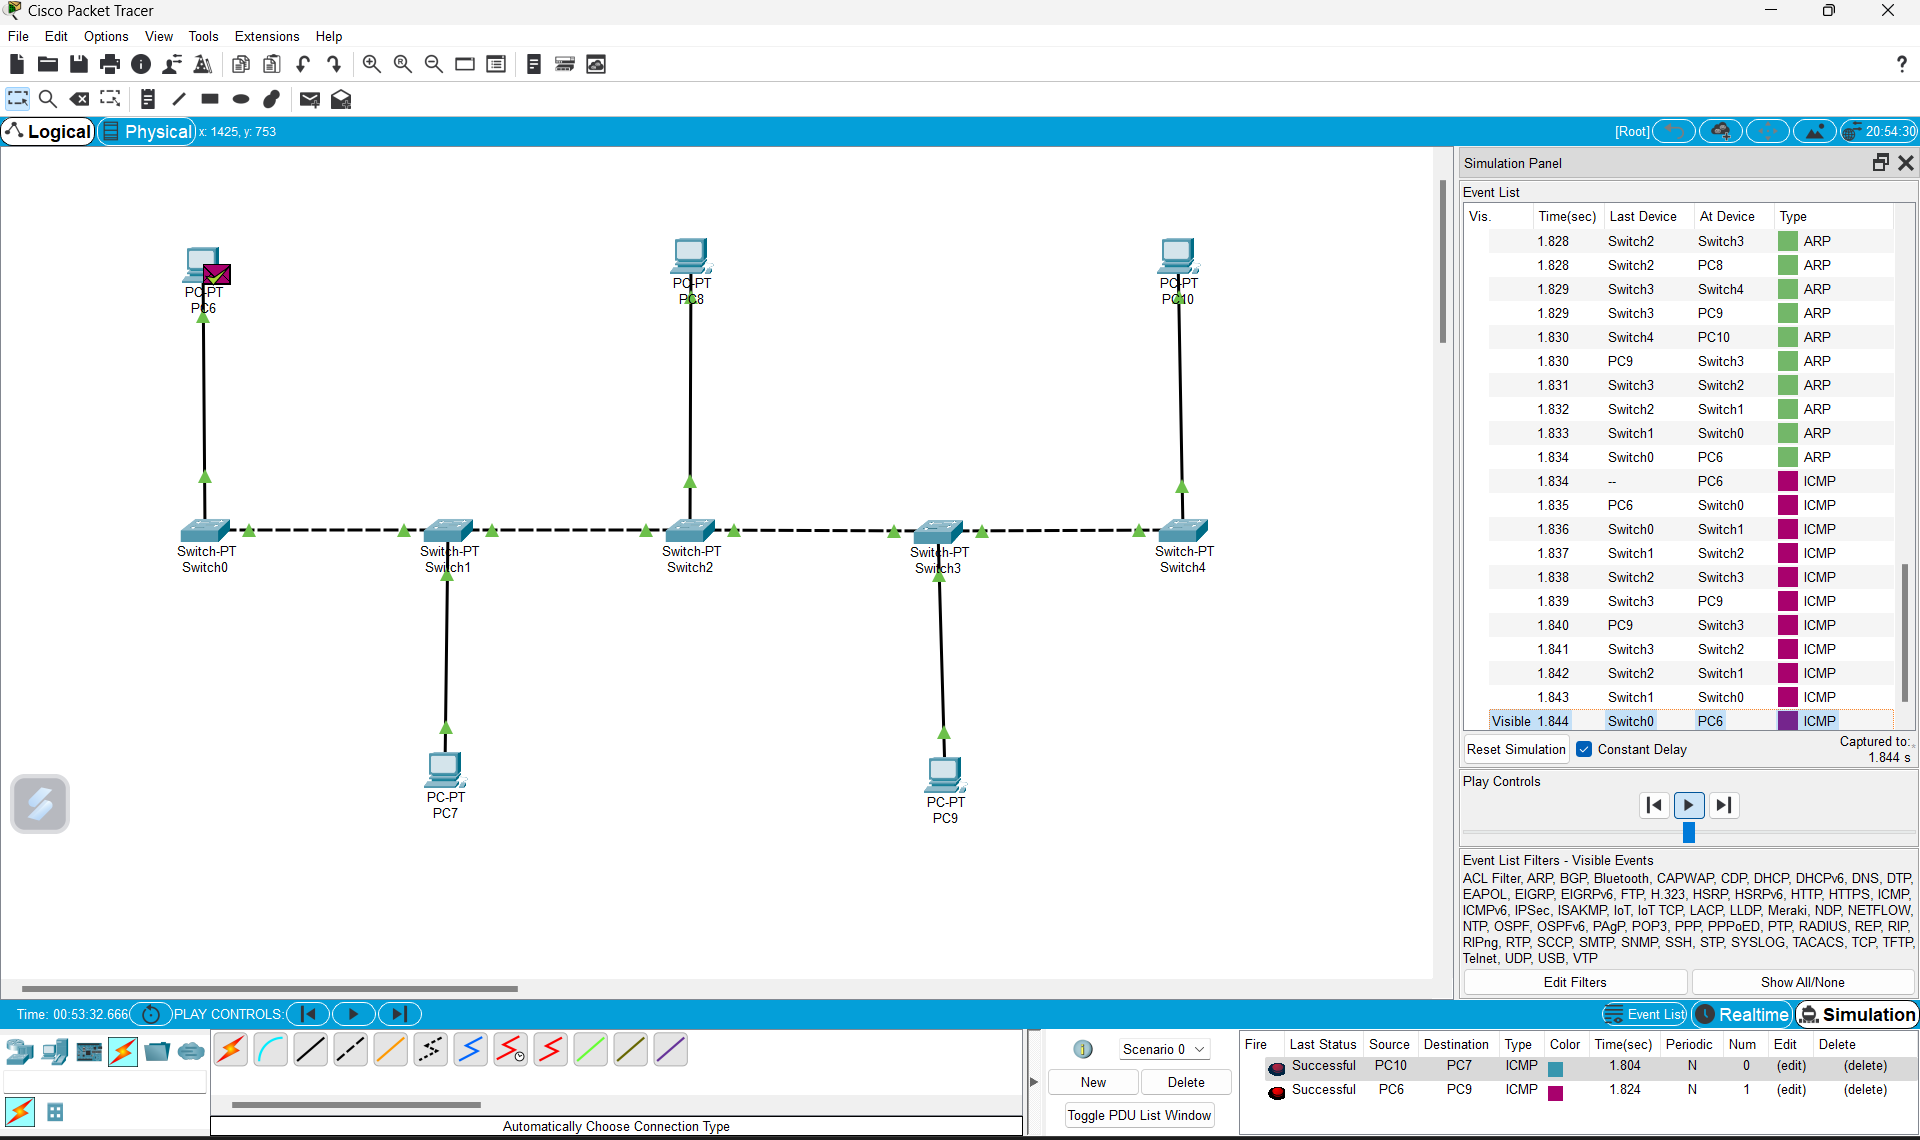 Cisco Packet Tracer
File Edit Options View Tools Extensions Help
Logical Physical x: 1425, y: 753 [Root] 20:54:30
Simulation Panel
Event List
Vis. Time(sec) Last Device At Device Type
1.828 Switch2 Switch3 ARP
1.828 Switch2 PC8 ARP
1.829 Switch3 Switch4 ARP
1.829 Switch3 PC9 ARP
1.830 Switch4 PC10 ARP
1.830 PC9 Switch3 ARP
1.831 Switch3 Switch2 ARP
1.832 Switch2 Switch1 ARP
1.833 Switch1 Switch0 ARP
1.834 Switch0 PC6 ARP
1.834 -- PC6 ICMP
1.835 PC6 Switch0 ICMP
1.836 Switch0 Switch1 ICMP
1.837 Switch1 Switch2 ICMP
1.838 Switch2 Switch3 ICMP
1.839 Switch3 PC9 ICMP
1.840 PC9 Switch3 ICMP
1.841 Switch3 Switch2 ICMP
1.842 Switch2 Switch1 ICMP
1.843 Switch1 Switch0 ICMP
Visible 1.844 Switch0 PC6 ICMP
Reset Simulation Constant Delay Captured to:
1.844 s
Play Controls
Event List Filters - Visible Events
ACL Filter, ARP, BGP, Bluetooth, CAPWAP, CDP, DHCP, DHCPv6, DNS, DTP,
EAPOL, EIGRP, EIGRPv6, FTP, H.323, HSRP, HSRPv6, HTTP, HTTPS, ICMP,
ICMPv6, IPSec, ISAKMP, IoT, IoT TCP, LACP, LLDP, Meraki, NDP, NETFLOW,
NTP, OSPF, OSPFv6, PAgP, POP3, PPP, PPPoED, PTP, RADIUS, REP, RIP,
RIPng, RTP, SCCP, SMTP, SNMP, SSH, STP, SYSLOG, TACACS, TCP, TFTP,
Telnet, UDP, USB, VTP
Edit Filters Show All/None
PC-PT
PC6
PC-PT
PC8
PC-PT
PC10
Switch-PT
Switch0
Switch-PT
Switch1
Switch-PT
Switch2
Switch-PT
Switch3
Switch-PT
Switch4
PC-PT
PC7
PC-PT
PC9
Time: 00:53:32.666 PLAY CONTROLS: Event List Realtime Simulation
Automatically Choose Connection Type
Scenario 0
New Delete
Toggle PDU List Window
Fire Last Status Source Destination Type Color Time(sec) Periodic Num Edit Delete
Successful PC10 PC7 ICMP 1.804 N 0 (edit) (delete)
Successful PC6 PC9 ICMP 1.824 N 1 (edit) (delete)